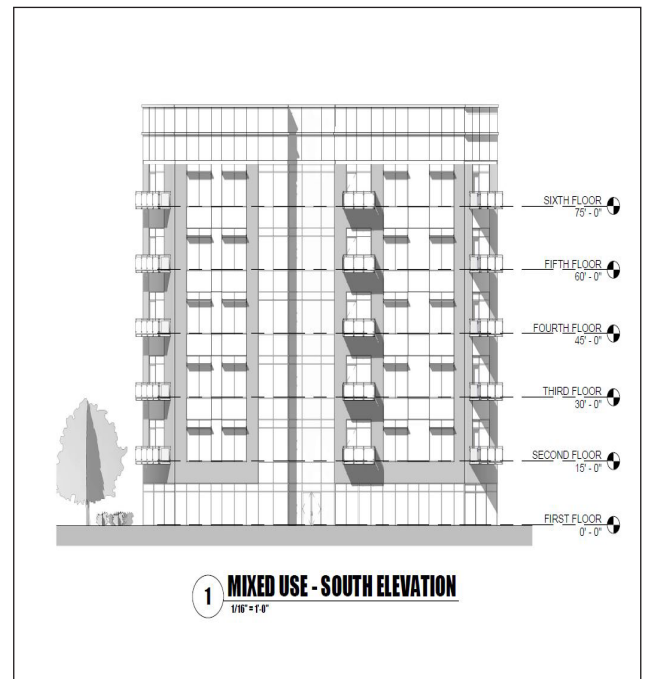 SIXTH FLOOR
75' - 0"
FIFTH FLOOR
60' - 0"
FOURTH FLOOR
45' - 0"
THIRD FLOOR
30' - 0"
SECOND FLOOR
15' - 0"
FIRST FLOOR
0' - 0"
1 MIXED USE - SOUTH ELEVATION
1/16" = 1'-0"